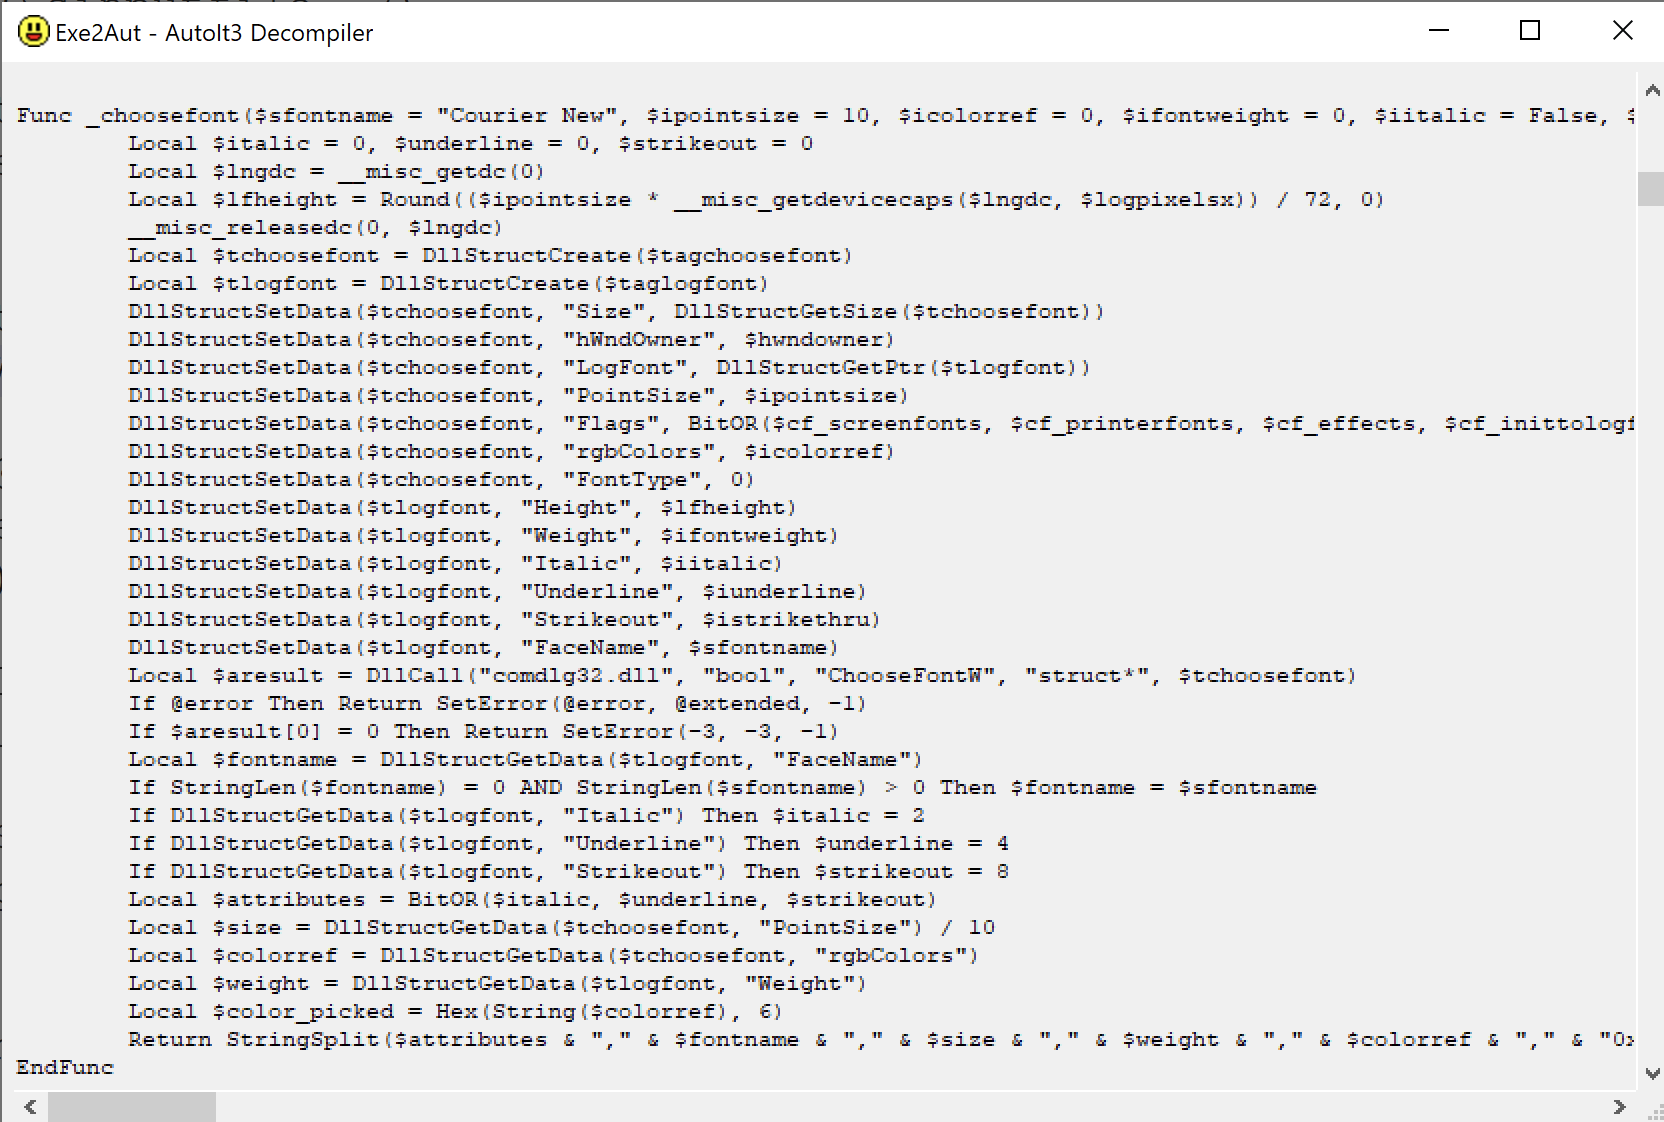 Exe2Aut - AutoIt3 Decompiler
Func _choosefont($sfontname = "Courier New", $ipointsize = 10, $icolorref = 0, $ifontweight = 0, $iitalic = False, $
Local $italic = 0, $underline = 0, $strikeout = 0
Local $lngdc = __misc_getdc(0)
Local $lfheight = Round(($ipointsize * __misc_getdevicecaps($lngdc, $logpixelsx)) / 72, 0)
__misc_releasedc(0, $lngdc)
Local $tchoosefont = DllStructCreate($tagchoosefont)
Local $tlogfont = DllStructCreate($taglogfont)
DllStructSetData($tchoosefont, "Size", DllStructGetSize($tchoosefont))
DllStructSetData($tchoosefont, "hWndOwner", $hwndowner)
DllStructSetData($tchoosefont, "LogFont", DllStructGetPtr($tlogfont))
DllStructSetData($tchoosefont, "PointSize", $ipointsize)
DllStructSetData($tchoosefont, "Flags", BitOR($cf_screenfonts, $cf_printerfonts, $cf_effects, $cf_inittologf
DllStructSetData($tchoosefont, "rgbColors", $icolorref)
DllStructSetData($tchoosefont, "FontType", 0)
DllStructSetData($tlogfont, "Height", $lfheight)
DllStructSetData($tlogfont, "Weight", $ifontweight)
DllStructSetData($tlogfont, "Italic", $iitalic)
DllStructSetData($tlogfont, "Underline", $iunderline)
DllStructSetData($tlogfont, "Strikeout", $istrikethru)
DllStructSetData($tlogfont, "FaceName", $sfontname)
Local $aresult = DllCall("comdlg32.dll", "bool", "ChooseFontW", "struct*", $tchoosefont)
If @error Then Return SetError(@error, @extended, -1)
If $aresult[0] = 0 Then Return SetError(-3, -3, -1)
Local $fontname = DllStructGetData($tlogfont, "FaceName")
If StringLen($fontname) = 0 AND StringLen($sfontname) > 0 Then $fontname = $sfontname
If DllStructGetData($tlogfont, "Italic") Then $italic = 2
If DllStructGetData($tlogfont, "Underline") Then $underline = 4
If DllStructGetData($tlogfont, "Strikeout") Then $strikeout = 8
Local $attributes = BitOR($italic, $underline, $strikeout)
Local $size = DllStructGetData($tchoosefont, "PointSize") / 10
Local $colorref = DllStructGetData($tchoosefont, "rgbColors")
Local $weight = DllStructGetData($tlogfont, "Weight")
Local $color_picked = Hex(String($colorref), 6)
Return StringSplit($attributes & "," & $fontname & "," & $size & "," & $weight & "," & $colorref & "," & "0x
EndFunc